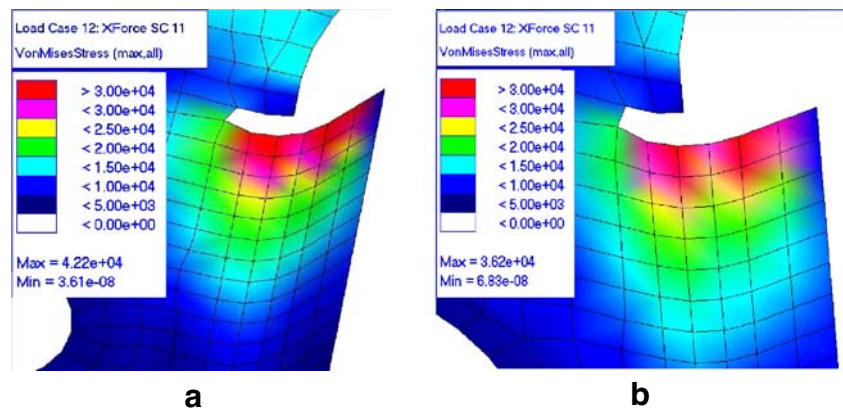 Load Case 12: XForce SC 11
VonMisesStress (max,all)
> 3.00e+04
< 3.00e+04
< 2.50e+04
< 2.00e+04
< 1.50e+04
< 1.00e+04
< 5.00e+03
< 0.00e+00
Max = 4.22e+04
Min = 3.61e-08
a
Load Case 12: XForce SC 11
VonMisesStress (max,all)
> 3.00e+04
< 3.00e+04
< 2.50e+04
< 2.00e+04
< 1.50e+04
< 1.00e+04
< 5.00e+03
< 0.00e+00
Max = 3.62e+04
Min = 6.83e-08
b